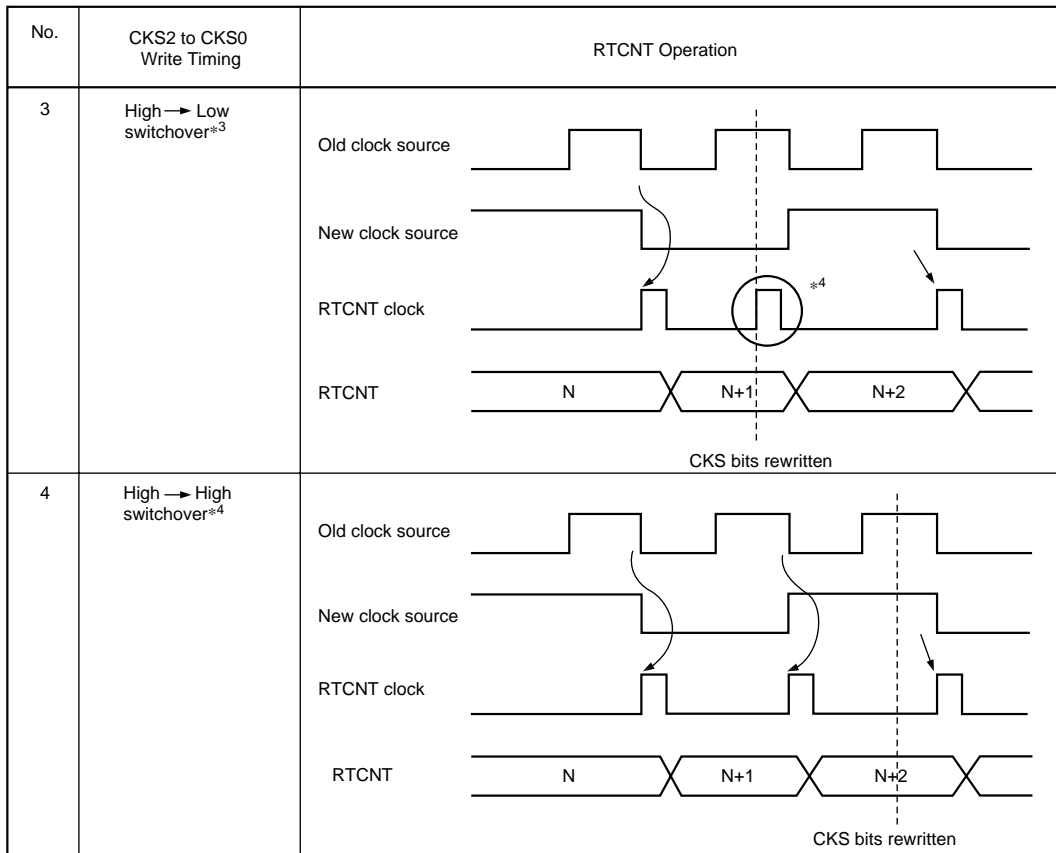 No.
CKS2 to CKS0
Write Timing
RTCNT Operation
3
High → Low
switchover*3
Old clock source
New clock source
RTCNT clock
*4
RTCNT
N
N+1
N+2
CKS bits rewritten
4
High → High
switchover*4
Old clock source
New clock source
RTCNT clock
RTCNT
N
N+1
N+2
CKS bits rewritten